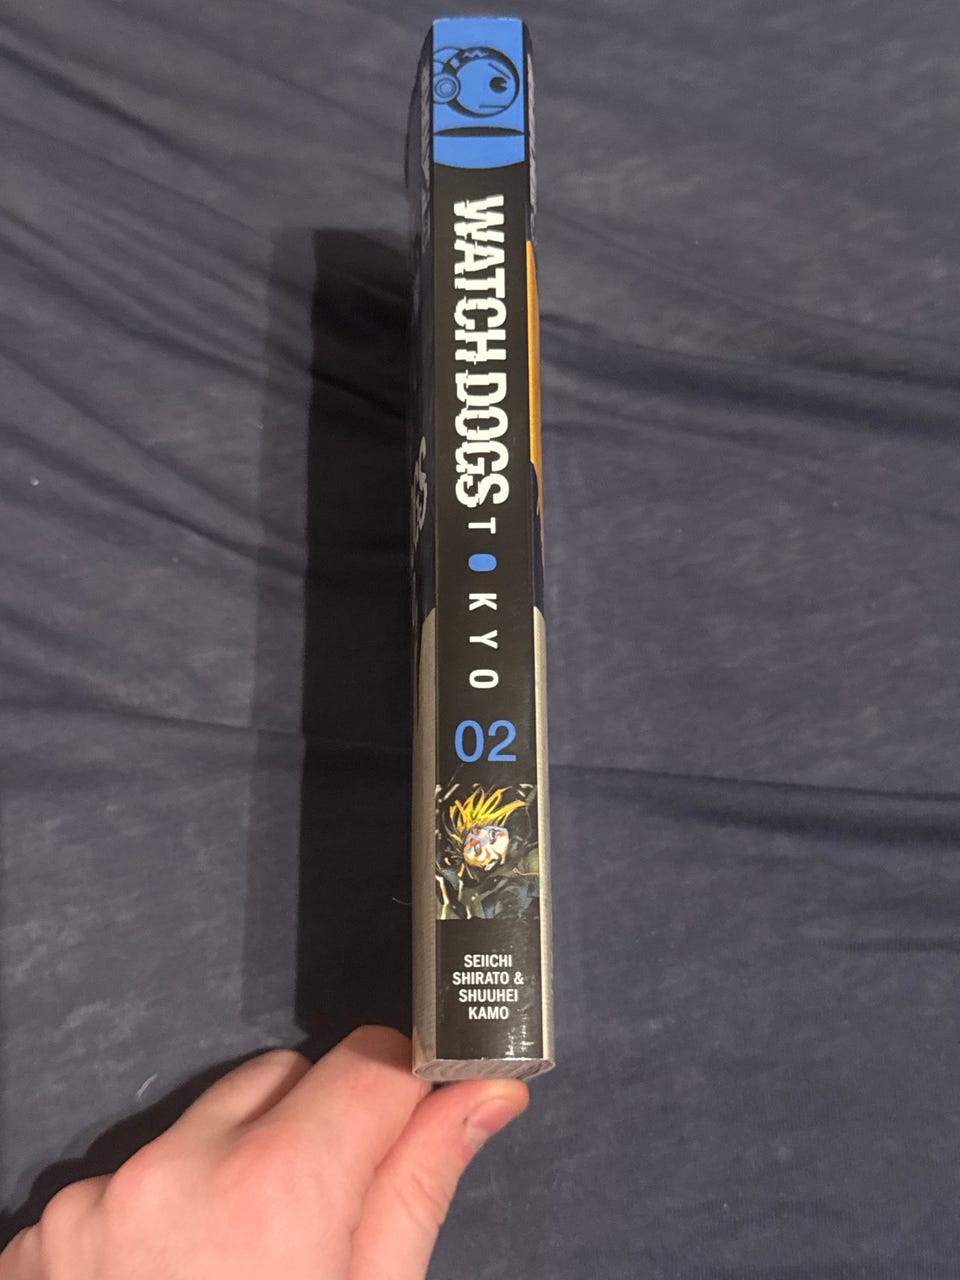 WATCH DOGS
TOKYO
02
SEIICHI
SHIRATO &
SHUUHEI
KAMO